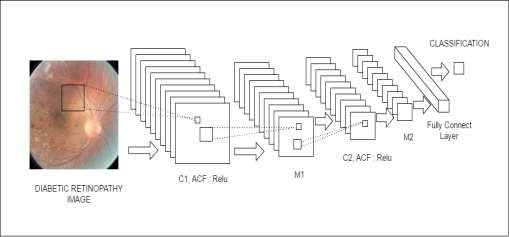 CLASSIFICATION
Fully Connect
Layer
M2
C2, ACF : Relu
M1
C1, ACF : Relu
DIABETIC RETINOPATHY
IMAGE